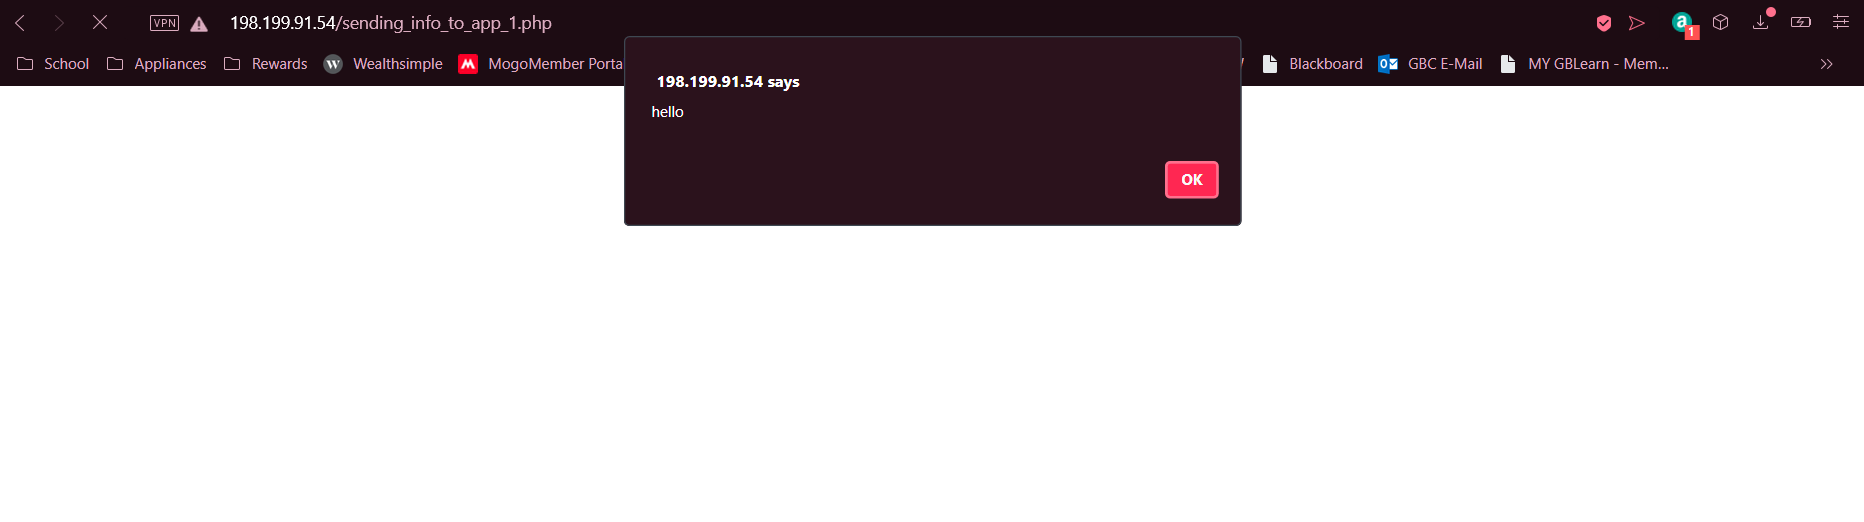 VPN 198.199.91.54/sending_info_to_app_1.php
a
1
School Appliances Rewards W Wealthsimple M MogoMember Porta Blackboard GBC E-Mail MY GBLearn - Mem...
198.199.91.54 says
hello
OK